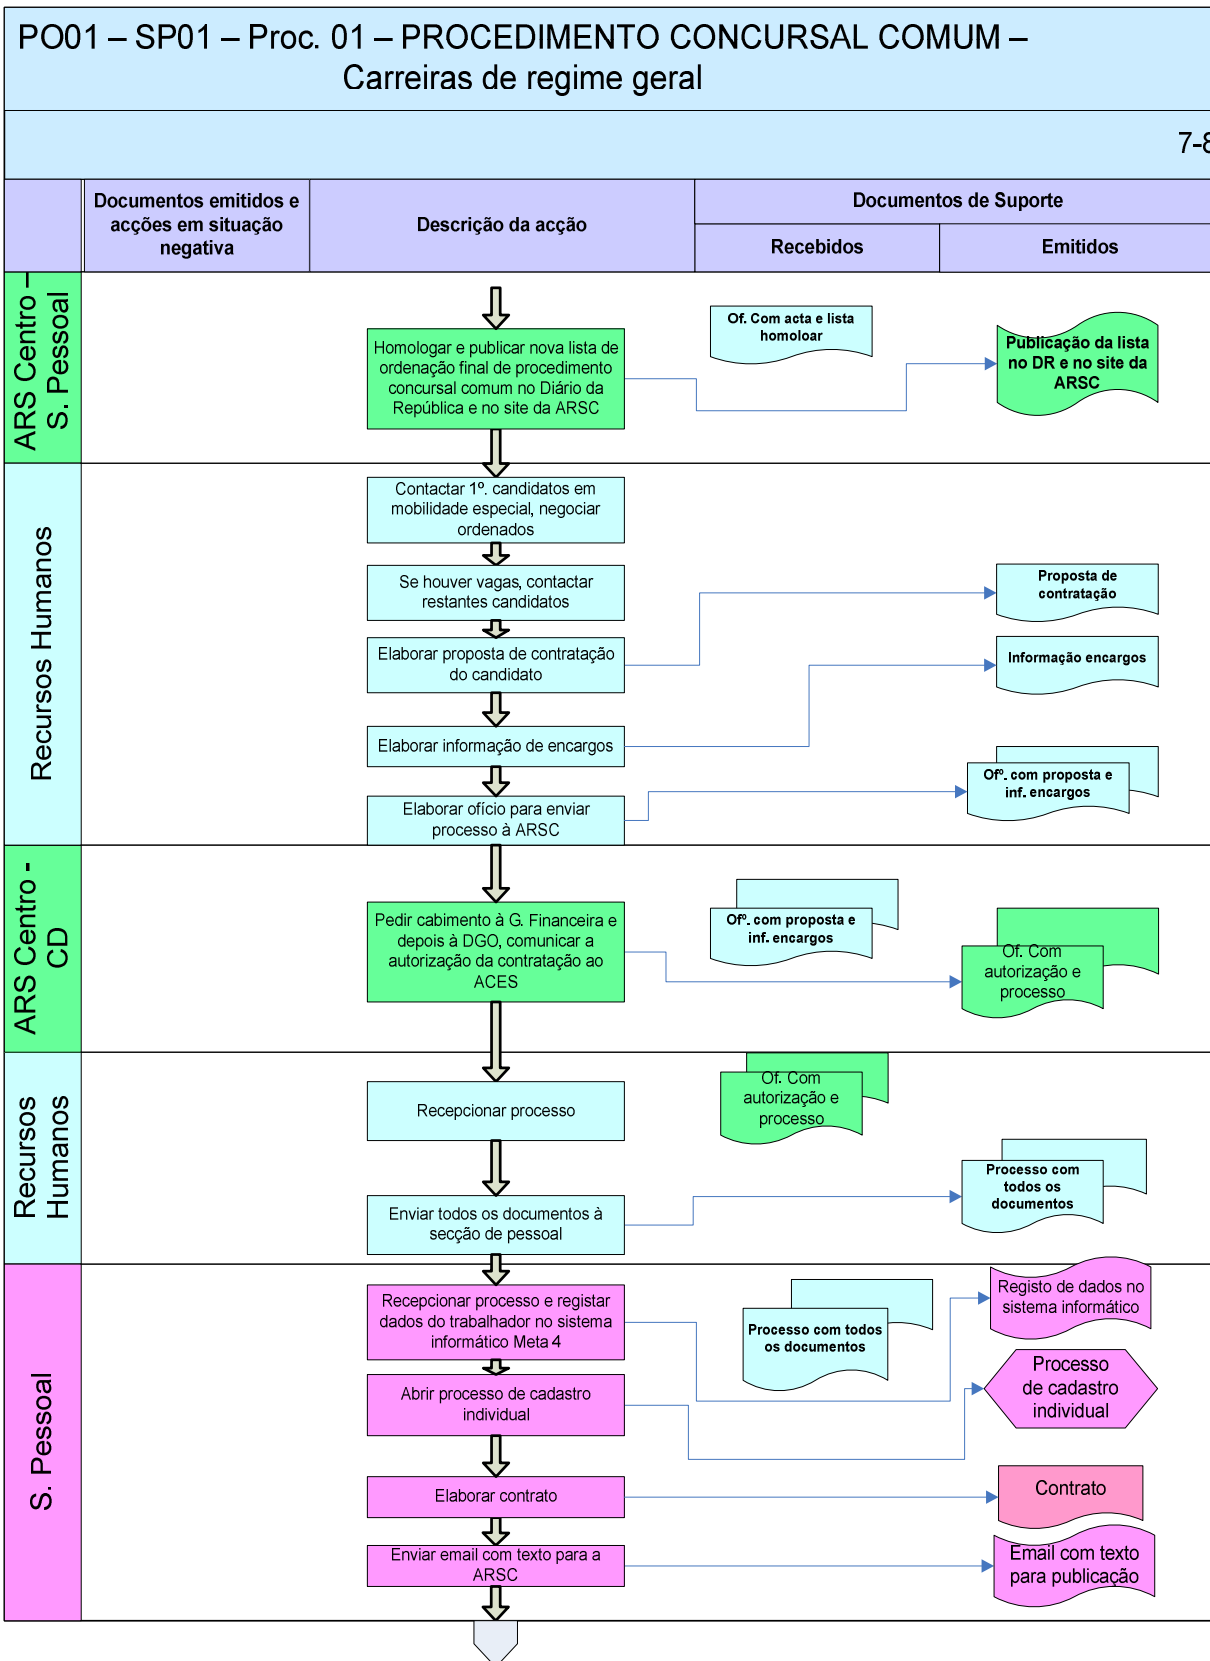 PO01 – SP01 – Proc. 01 – PROCEDIMENTO CONCURSAL COMUM –
Carreiras de regime geral
7-8
Documentos emitidos e
acções em situação
negativa
Descrição da acção
Documentos de Suporte
Recebidos
Emitidos
ARS Centro –
S. Pessoal
Homologar e publicar nova lista de
ordenação final de procedimento
concursal comum no Diário da
República e no site da ARSC
Of. Com acta e lista
homoloar
Publicação da lista
no DR e no site da
ARSC
Recursos Humanos
Contactar 1º. candidatos em
mobilidade especial, negociar
ordenados
Se houver vagas, contactar
restantes candidatos
Proposta de
contratação
Elaborar proposta de contratação
do candidato
Informação encargos
Elaborar informação de encargos
Ofº. com proposta e
inf. encargos
Elaborar ofício para enviar
processo à ARSC
ARS Centro -
CD
Pedir cabimento à G. Financeira e
depois à DGO, comunicar a
autorização da contratação ao
ACES
Ofº. com proposta e
inf. encargos
Of. Com
autorização e
processo
Recursos
Humanos
Recepcionar processo
Of. Com
autorização e
processo
Enviar todos os documentos à
secção de pessoal
Processo com
todos os
documentos
S. Pessoal
Recepcionar processo e registar
dados do trabalhador no sistema
informático Meta 4
Processo com todos
os documentos
Registo de dados no
sistema informático
Abrir processo de cadastro
individual
Processo
de cadastro
individual
Elaborar contrato
Contrato
Enviar email com texto para a
ARSC
Email com texto
para publicação